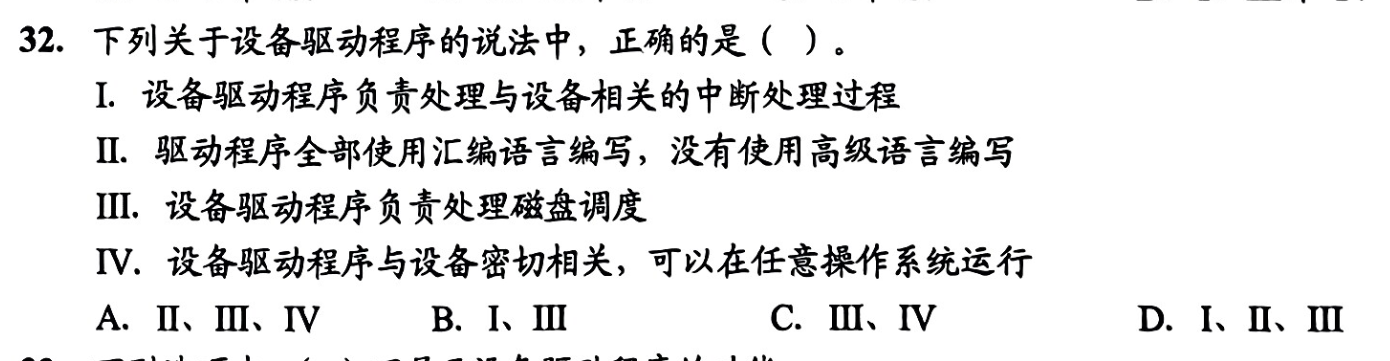 32. 下列关于设备驱动程序的说法中，正确的是（ ）。
I. 设备驱动程序负责处理与设备相关的中断处理过程
II. 驱动程序全部使用汇编语言编写，没有使用高级语言编写
III. 设备驱动程序负责处理磁盘调度
IV. 设备驱动程序与设备密切相关，可以在任意操作系统运行
A. II、III、IV B. I、III C. III、IV D. I、II、III